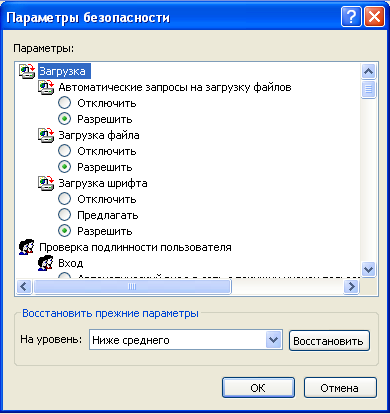 Параметры безопасности
Параметры:
Загрузка
Автоматические запросы на загрузку файлов
Отключить
Разрешить
Загрузка файла
Отключить
Разрешить
Загрузка шрифта
Отключить
Предлагать
Разрешить
Проверка подлинности пользователя
Вход
Восстановить прежние параметры
На уровень: Ниже среднего Восстановить
ОК Отмена